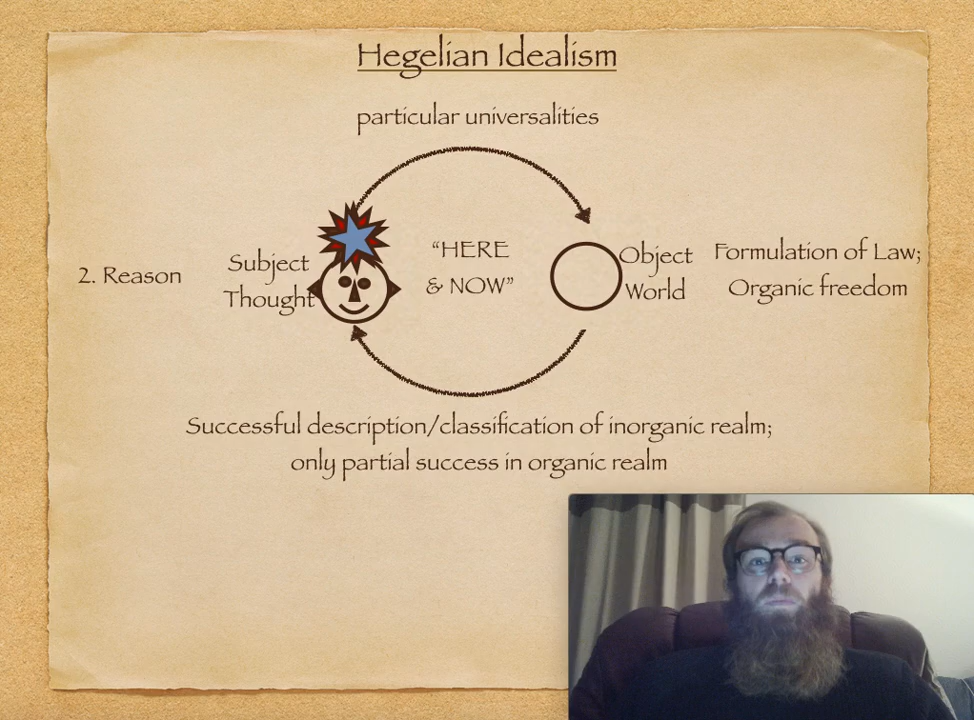 Hegelian Idealism
particular universalities
2. Reason
Subject
Thought
“HERE
& NOW”
Object
World
Formulation of Law;
Organic freedom
Successful description/classification of inorganic realm;
only partial success in organic realm